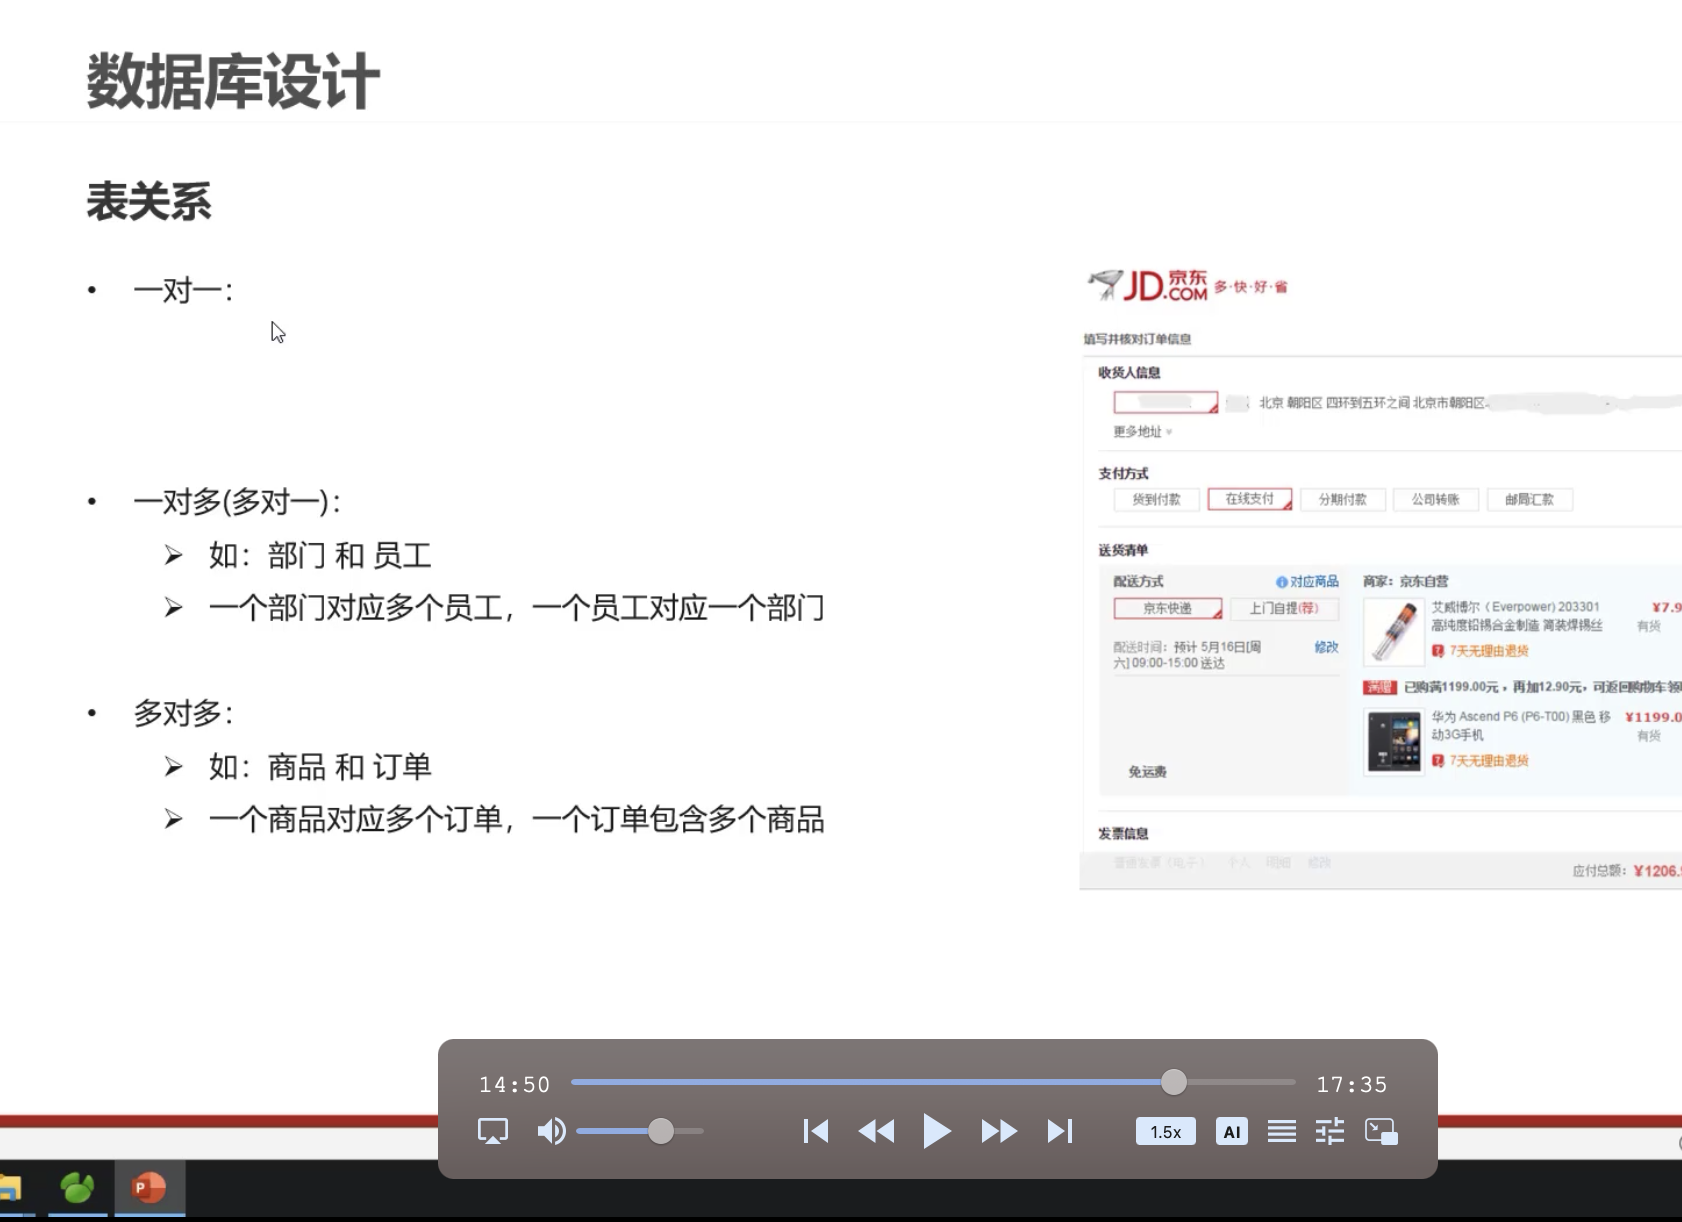 数据库设计
表关系
• 一对一：
• 一对多(多对一)：
➢ 如：部门 和 员工
➢ 一个部门对应多个员工，一个员工对应一个部门
• 多对多：
➢ 如：商品 和 订单
➢ 一个商品对应多个订单，一个订单包含多个商品
JD.COM 京东 多·快·好·省
填写并核对订单信息
收货人信息
北京 朝阳区 四环到五环之间 北京市朝阳区
更多地址
支付方式
货到付款 在线支付 分期付款 公司转账 邮局汇款
送货清单
配送方式 对应商品
京东快递 上门自提(荐)
配送时间：预计 5月16日[周 修改
六] 09:00-15:00 送达
免运费
商家：京东自营
艾威博尔（Everpower) 203301 ¥7.9
高纯度铅锡合金制造 筒装焊锡丝 有货
7天无理由退货
满赠 已购满1199.00元，再加12.90元，可返回购物车领
华为 Ascend P6 (P6-T00) 黑色 移 ¥1199.0
动3G手机 有货
7天无理由退货
发票信息
普通发票（电子） 个人 明细 修改
应付总额：¥1206.9
14:50 17:35
1.5x AI
P